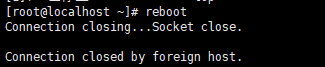 [root@localhost ~]# reboot
Connection closing...Socket close.
Connection closed by foreign host.